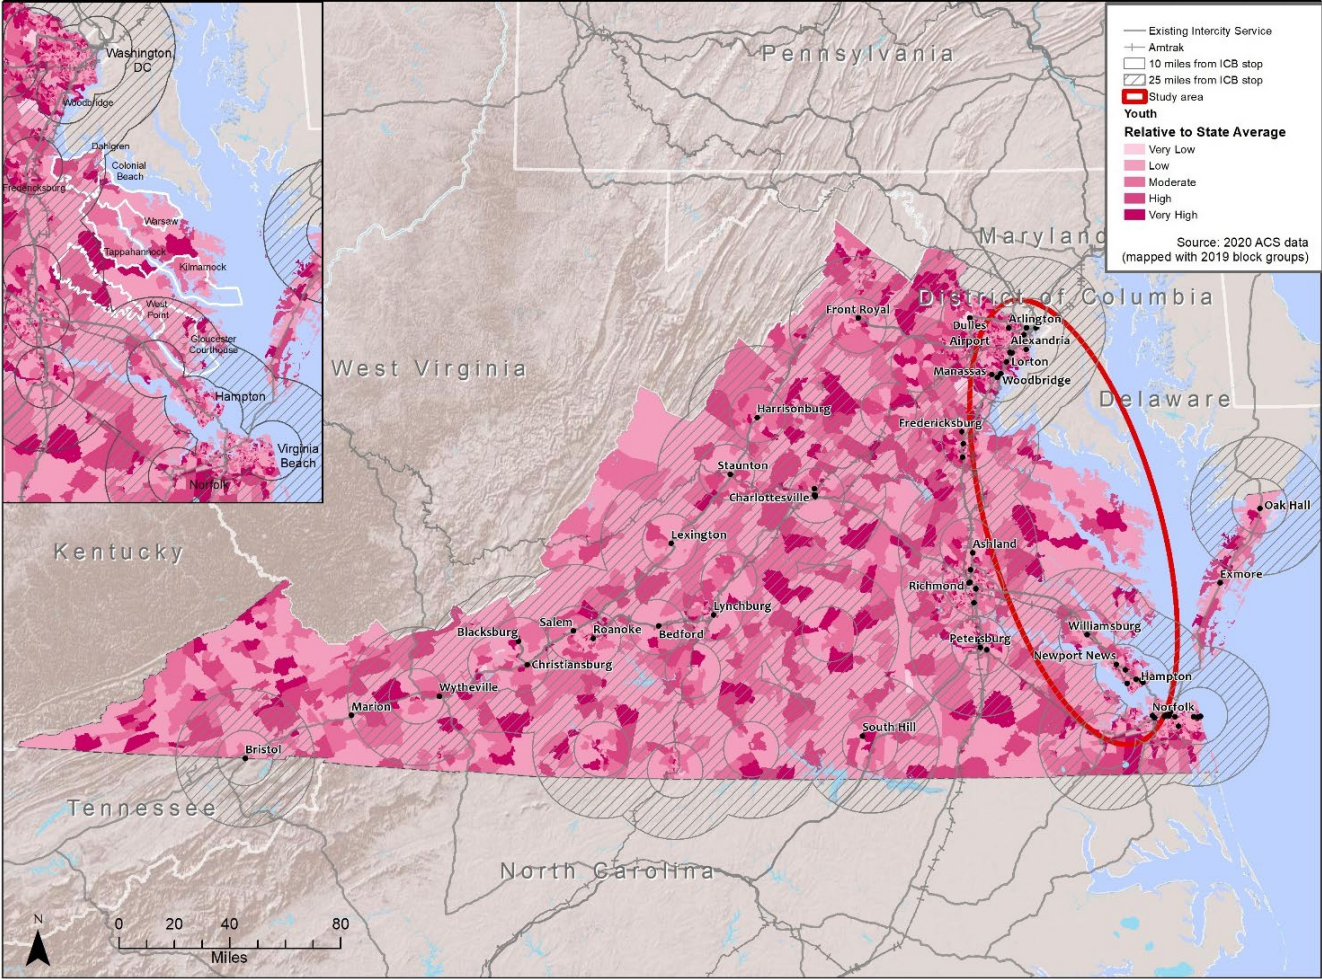 Washington
DC
Woodbridge
Dahlgren
Colonial
Beach
Fredericksburg
Warsaw
Tappahannock
Kilmarnock
West
Point
Gloucester
Courthouse
Hampton
Virginia
Beach
Norfolk
Existing Intercity Service
Amtrak
10 miles from ICB stop
25 miles from ICB stop
Study area
Youth
Relative to State Average
Very Low
Low
Moderate
High
Very High
Source: 2020 ACS data
(mapped with 2019 block groups)
Pennsylvania
Maryland
District of Columbia
West Virginia
Delaware
Kentucky
Tennessee
North Carolina
Front Royal
Dulles
Airport
Arlington
Alexandria
Lorton
Manassas
Woodbridge
Harrisonburg
Fredericksburg
Staunton
Charlottesville
Oak Hall
Lexington
Ashland
Exmore
Richmond
Lynchburg
Williamsburg
Salem
Roanoke
Bedford
Blacksburg
Petersburg
Newport News
Christiansburg
Hampton
Wytheville
Marion
Norfolk
South Hill
Bristol
N
0 20 40 80
Miles